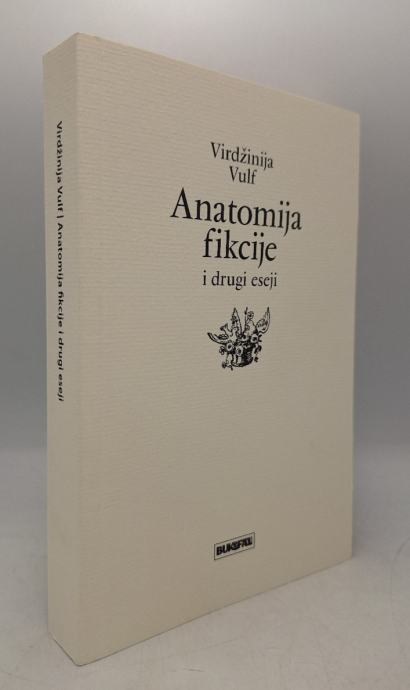 Virdžinija Vulf | Anatomija fikcije i drugi eseji
Virdžinija
Vulf
Anatomija
fikcije
i drugi eseji
BUKEFAL